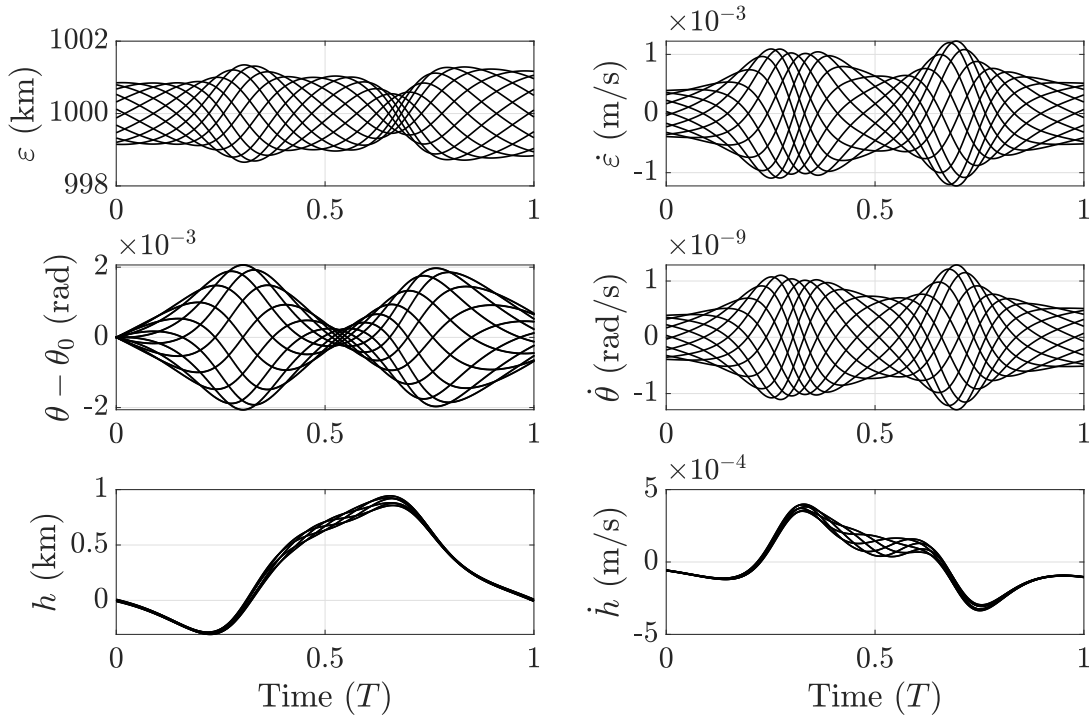 1002
1000
998
ε (km)
0 0.5 1
×10⁻³
1
0
-1
ε̇ (m/s)
0 0.5 1
×10⁻³
2
0
-2
θ − θ₀ (rad)
0 0.5 1
×10⁻⁹
1
0
-1
θ̇ (rad/s)
0 0.5 1
1
0.5
0
h (km)
0 0.5 1
Time (T)
×10⁻⁴
5
0
-5
ḣ (m/s)
0 0.5 1
Time (T)